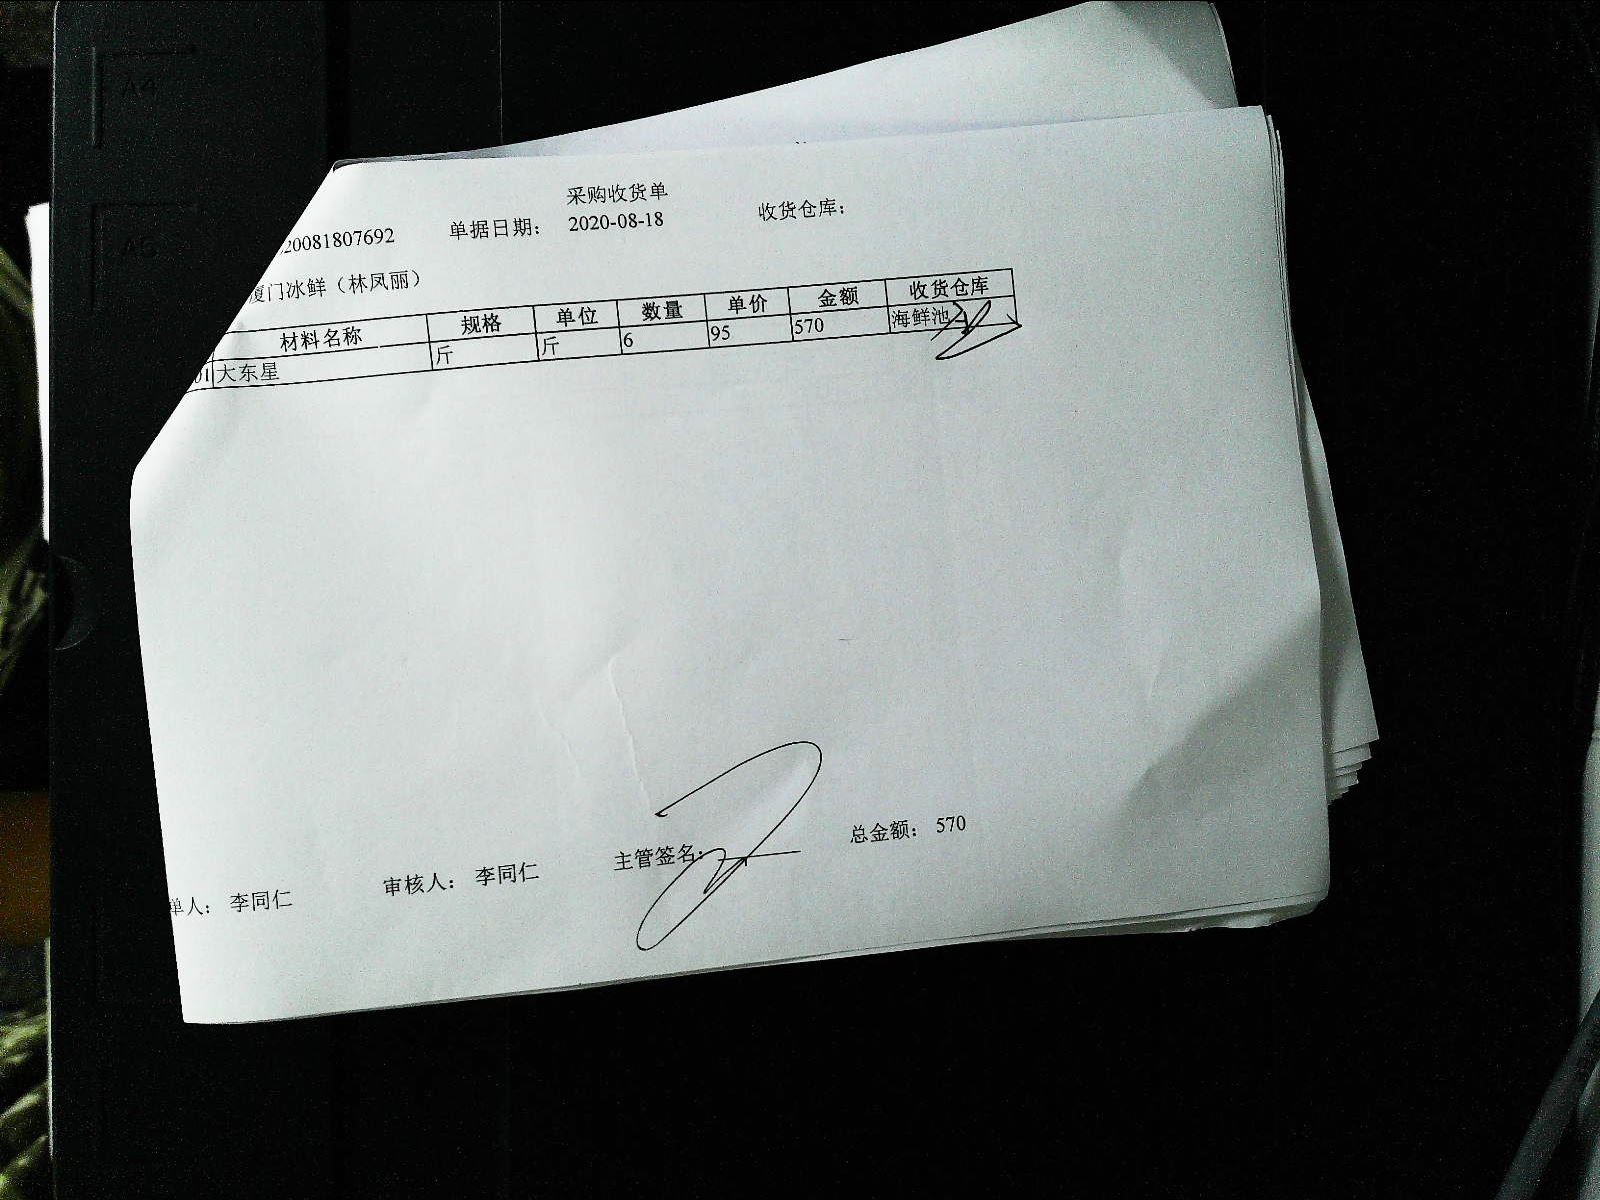 采购收货单
20081807692 单据日期： 2020-08-18 收货仓库：
厦门冰鲜（林凤丽）
材料名称 规格 单位 数量 单价 金额 收货仓库
01 大东星 斤 斤 6 95 570 海鲜池
单人： 李同仁 审核人： 李同仁 主管签名： 总金额： 570
A4
A5